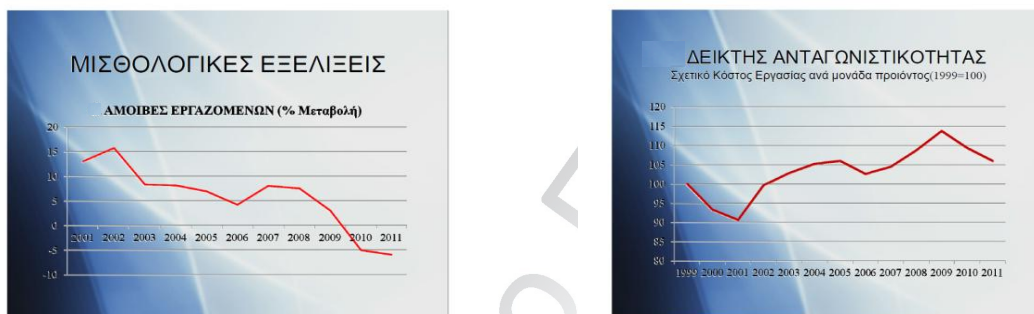 ΜΙΣΘΟΛΟΓΙΚΕΣ ΕΞΕΛΙΞΕΙΣ
ΑΜΟΙΒΕΣ ΕΡΓΑΖΟΜΕΝΩΝ (% Μεταβολή)
20
15
10
5
0
2001 2002 2003 2004 2005 2006 2007 2008 2009 2010 2011
-5
-10
ΔΕΙΚΤΗΣ ΑΝΤΑΓΩΝΙΣΤΙΚΟΤΗΤΑΣ
Σχετικό Κόστος Εργασίας ανά μονάδα προιόντος(1999=100)
120
115
110
105
100
95
90
85
80
1999 2000 2001 2002 2003 2004 2005 2006 2007 2008 2009 2010 2011